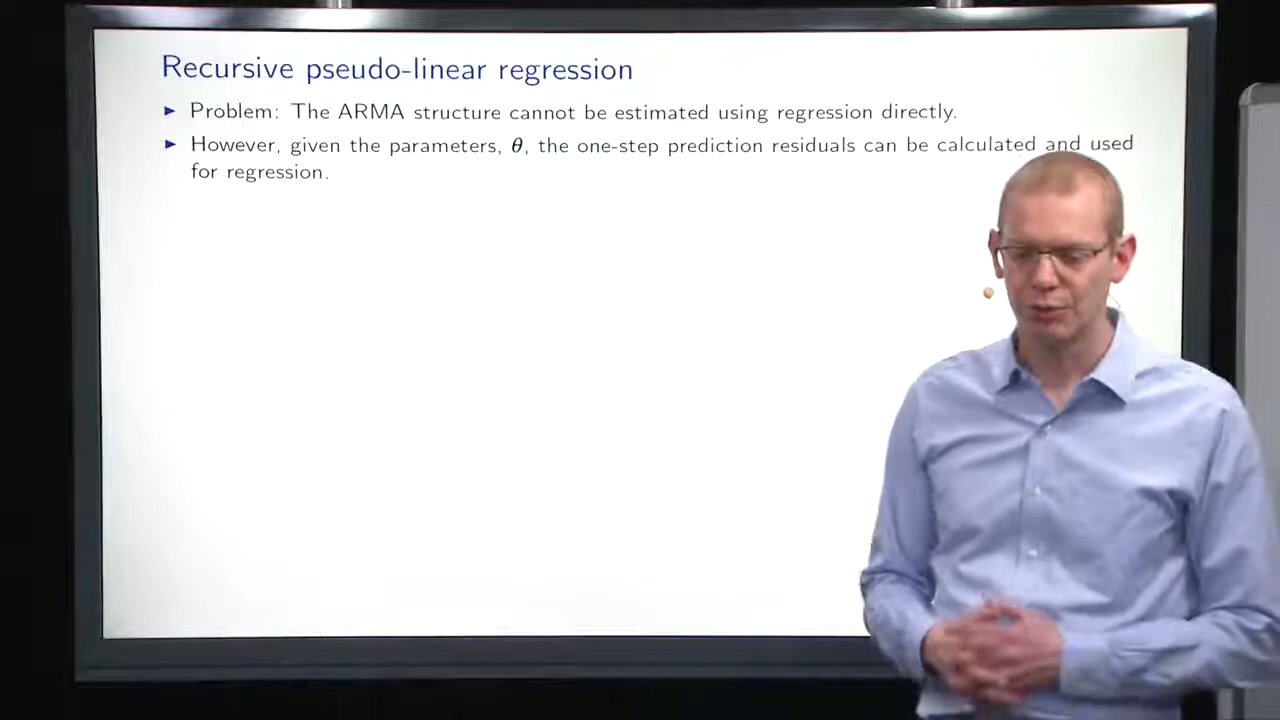 Recursive pseudo-linear regression
▶ Problem: The ARMA structure cannot be estimated using regression directly.
▶ However, given the parameters, θ, the one-step prediction residuals can be calculated and used
for regression.